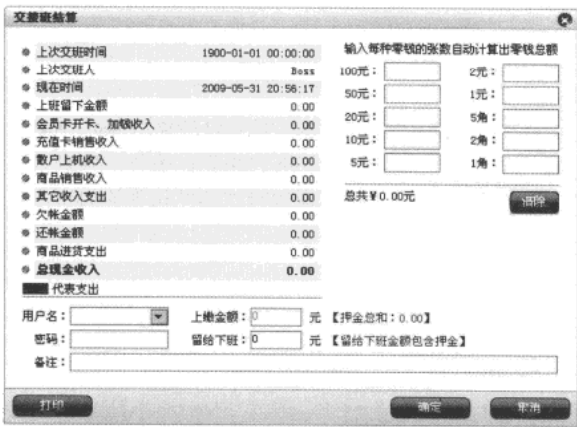 交接班结算
上次交班时间 1900-01-01 00:00:00
上次交班人 Boss
现在时间 2009-05-31 20:56:17
上班留下金额 0.00
会员卡开卡、加钱收入 0.00
充值卡销售收入 0.00
散户上机收入 0.00
商品销售收入 0.00
其它收入支出 0.00
欠帐金额 0.00
还帐金额 0.00
商品进货支出 0.00
总现金收入 0.00
代表支出
输入每种零钱的张数自动计算出零钱总额
100元： 2元：
50元： 1元：
20元： 5角：
10元： 2角：
5元： 1角：
总共￥0.00元 清除
用户名： 上缴金额：0 元 【押金总和：0.00】
密码： 留给下班：0 元 【留给下班金额包含押金】
备注：
打印 确定 取消